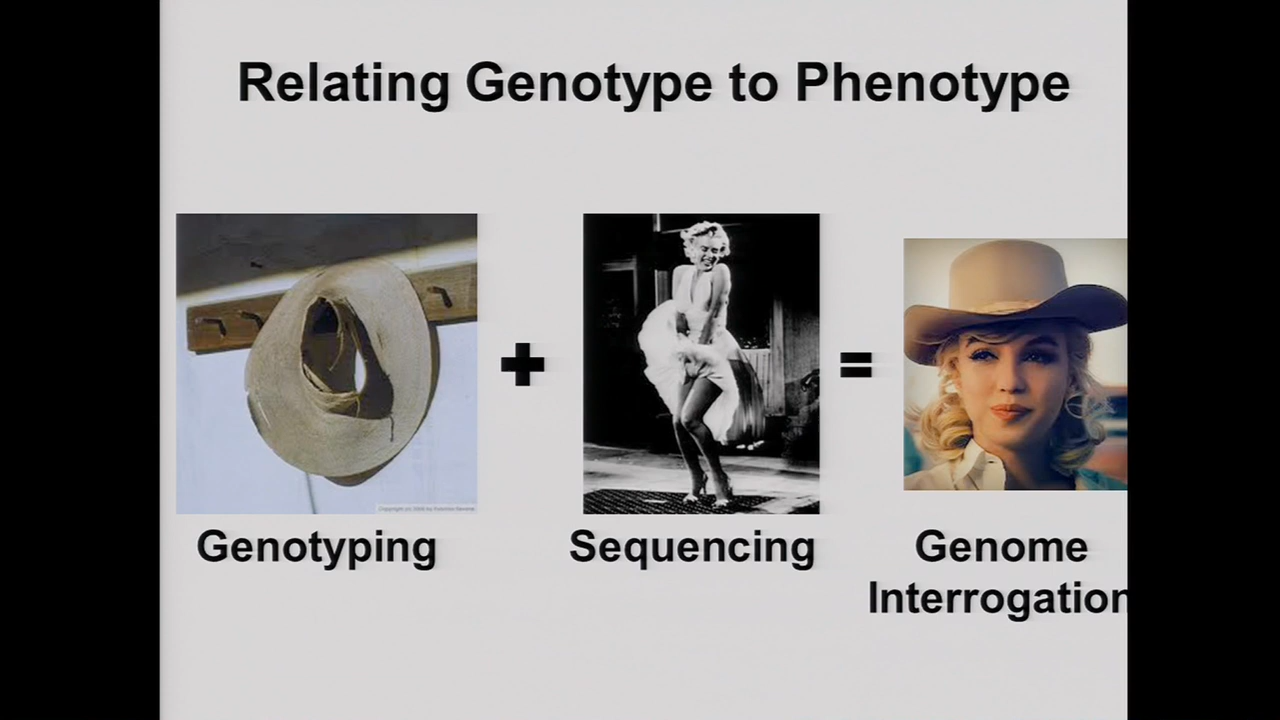 Relating Genotype to Phenotype
Genotyping
Sequencing
Genome
Interrogation